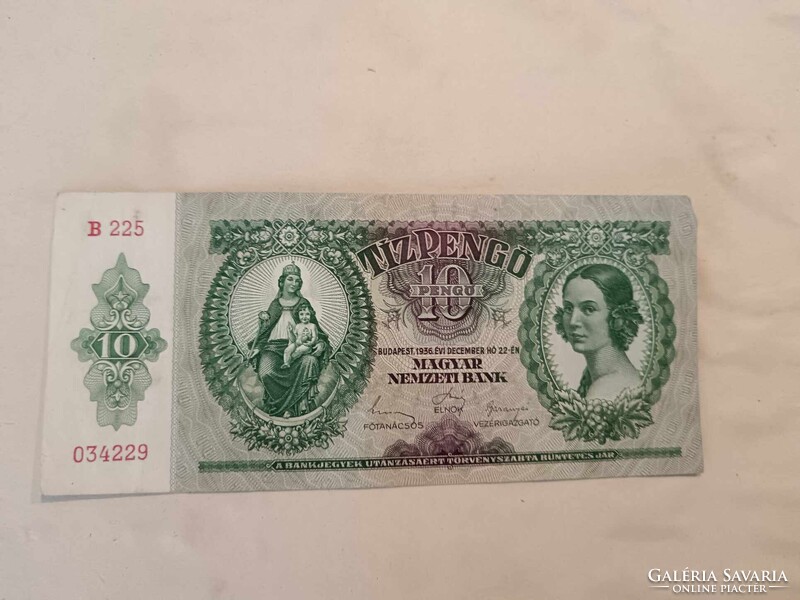 B 225
10
034229
TÍZPENGŐ
10
PENGŐ
BUDAPEST, 1936. ÉVI DECEMBER HÓ 22-ÉN
MAGYAR
NEMZETI BANK
ELNÖK
FŐTANÁCSOS VEZÉRIGAZGATÓ
A BANKJEGYEK UTÁNZÁSÁÉRT TÖRVÉNYSZABTA BÜNTETÉS JÁR
GALÉRIA SAVARIA
ONLINE PIACTÉR